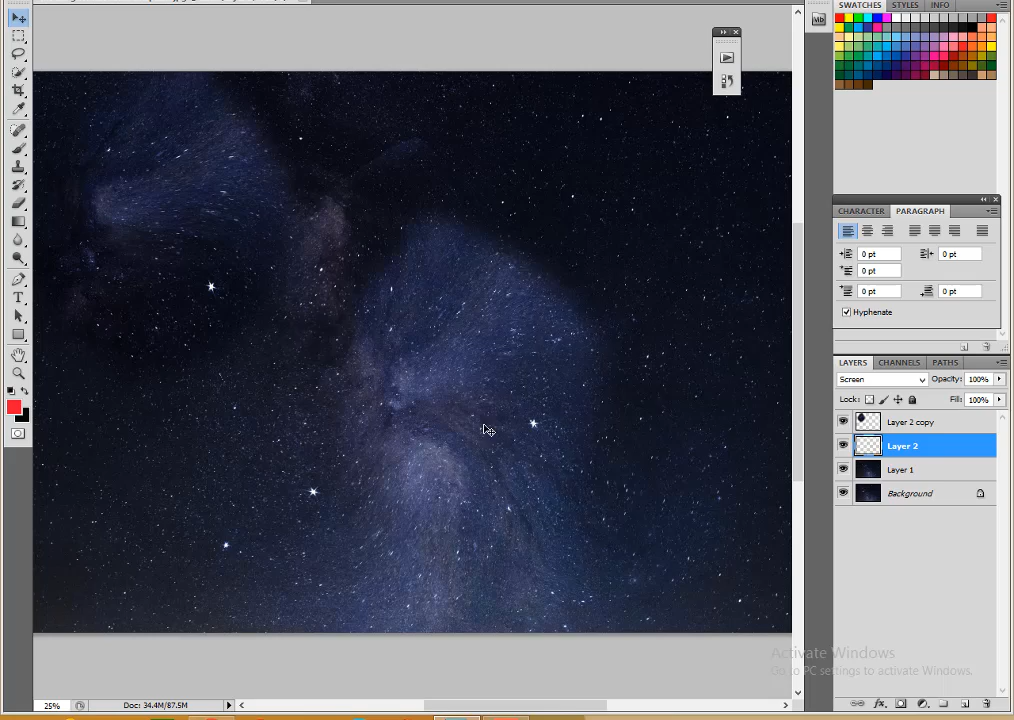 SWATCHES STYLES INFO
Mb
CHARACTER PARAGRAPH
0 pt 0 pt
0 pt
0 pt 0 pt
Hyphenate
LAYERS CHANNELS PATHS
Screen Opacity: 100%
Lock: Fill: 100%
Layer 2 copy
Layer 2
Layer 1
Background
Activate Windows
Go to PC settings to activate Windows.
25% Doc: 34.4M/87.5M